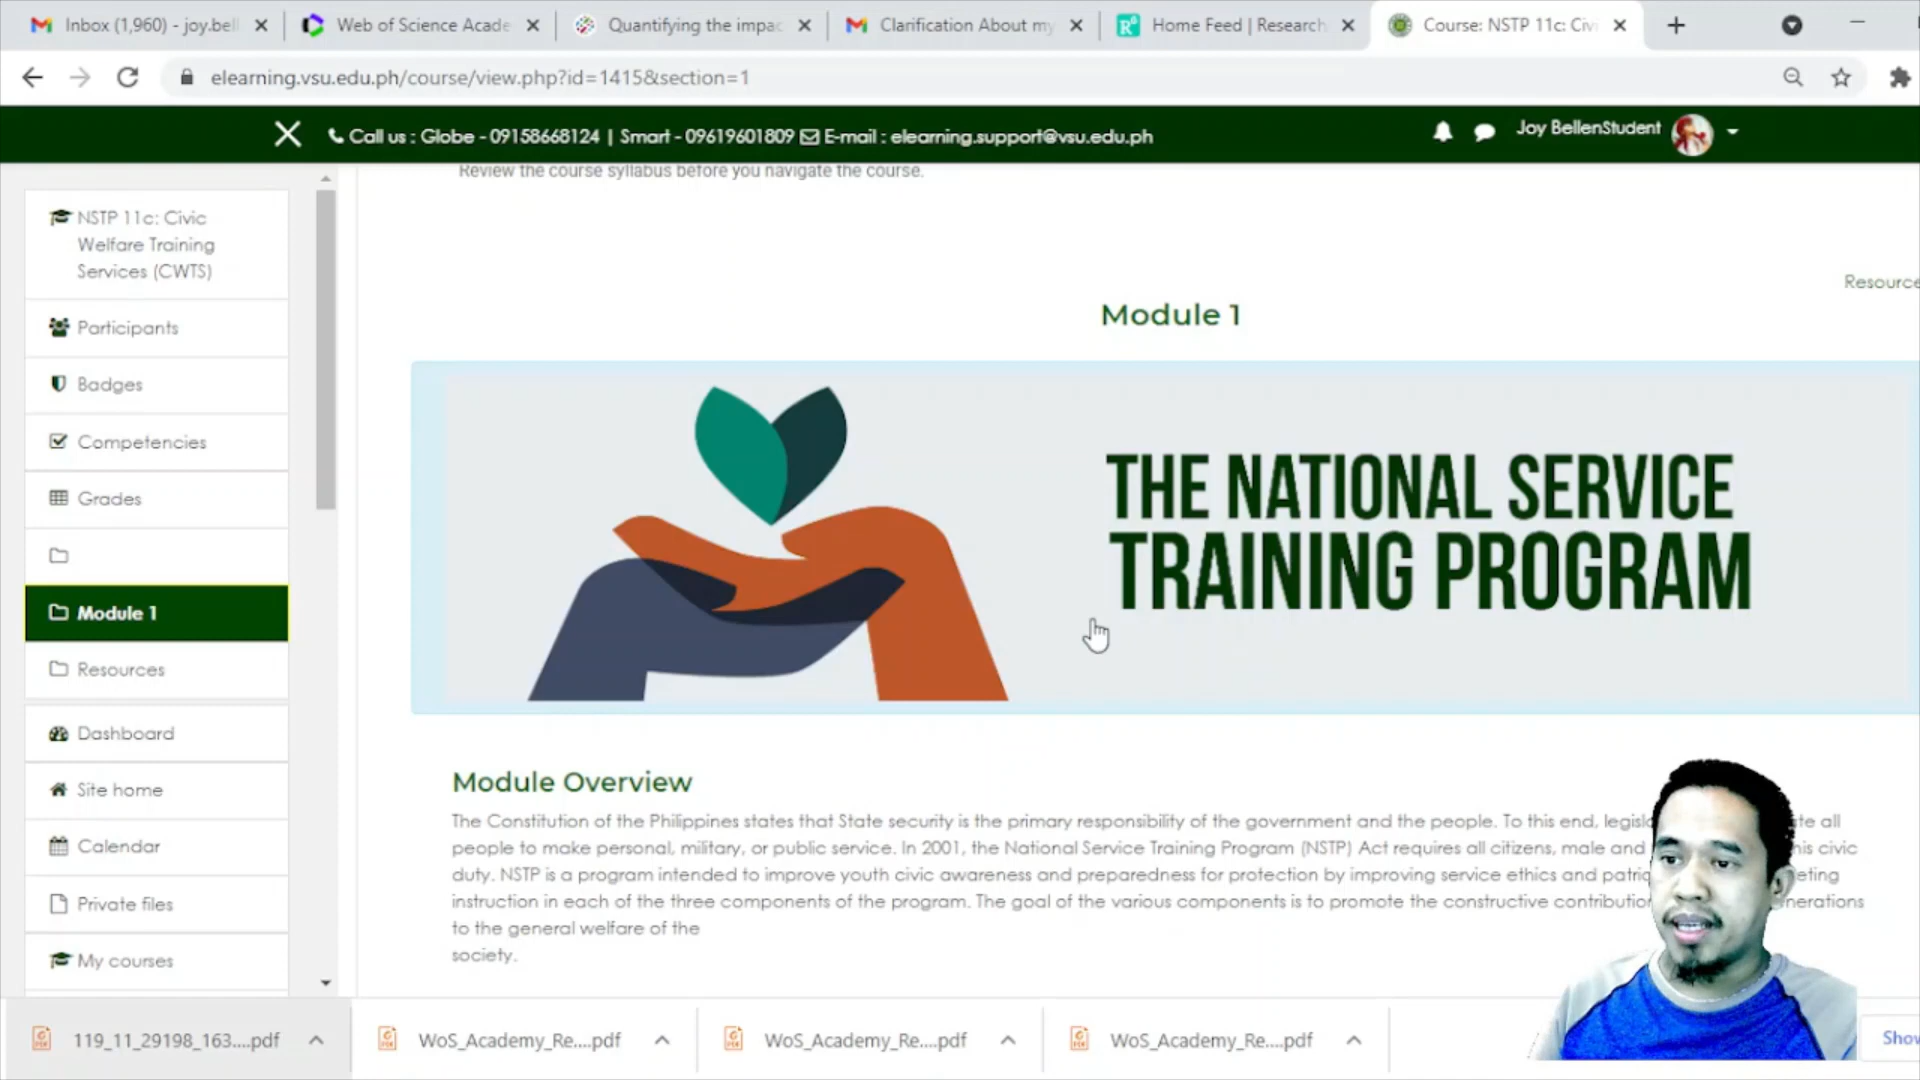 Inbox (1,960) - joy.bell
Web of Science Acade
Quantifying the impac
Clarification About my
Home Feed | Research
Course: NSTP 11c: Civi
elearning.vsu.edu.ph/course/view.php?id=1415&section=1
Call us : Globe - 09158668124 | Smart - 09619601809 E-mail : elearning.support@vsu.edu.ph
Joy BellenStudent
Review the course syllabus before you navigate the course.
NSTP 11c: Civic
Welfare Training
Services (CWTS)
Participants
Badges
Competencies
Grades
Module 1
Resources
Dashboard
Site home
Calendar
Private files
My courses
Resource
Module 1
THE NATIONAL SERVICE
TRAINING PROGRAM
Module Overview
The Constitution of the Philippines states that State security is the primary responsibility of the government and the people. To this end, all
people to make personal, military, or public service. In 2001, the National Service Training Program (NSTP) Act requires all citizens, male and civic
duty. NSTP is a program intended to improve youth civic awareness and preparedness for protection by improving service ethics and
instruction in each of the three components of the program. The goal of the various components is to promote the constructive
to the general welfare of the
society.
119_11_29198_163....pdf
WoS_Academy_Re....pdf
WoS_Academy_Re....pdf
WoS_Academy_Re....pdf
Show